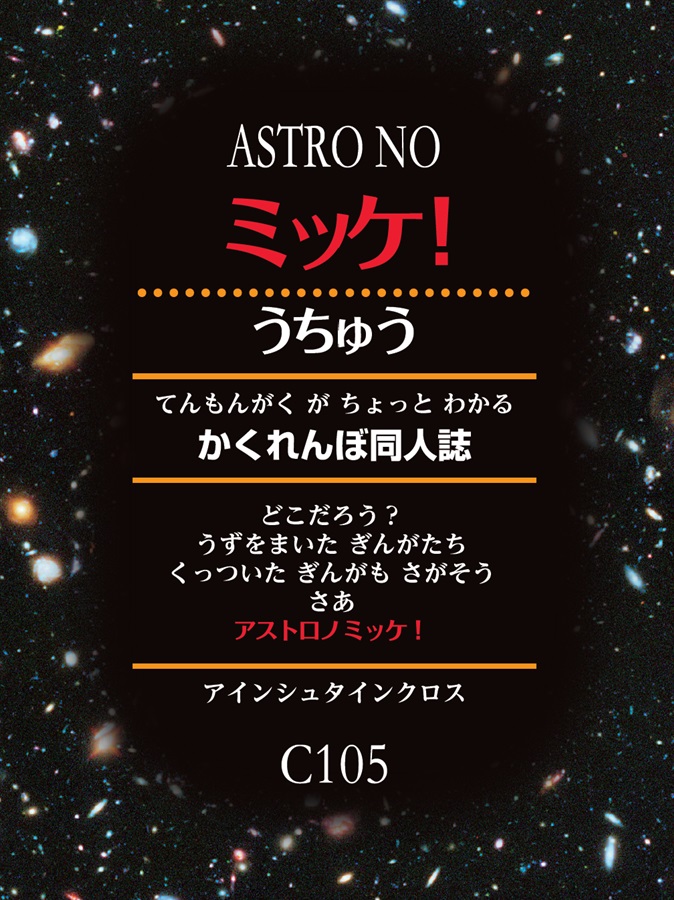 ASTRO NO
ミッケ!
うちゅう
てんもんがく が ちょっと わかる
かくれんぼ同人誌
どこだろう?
うずをまいた ぎんがたち
くっついた ぎんがも さがそう
さあ
アストロノミッケ!
アインシュタインクロス
C105